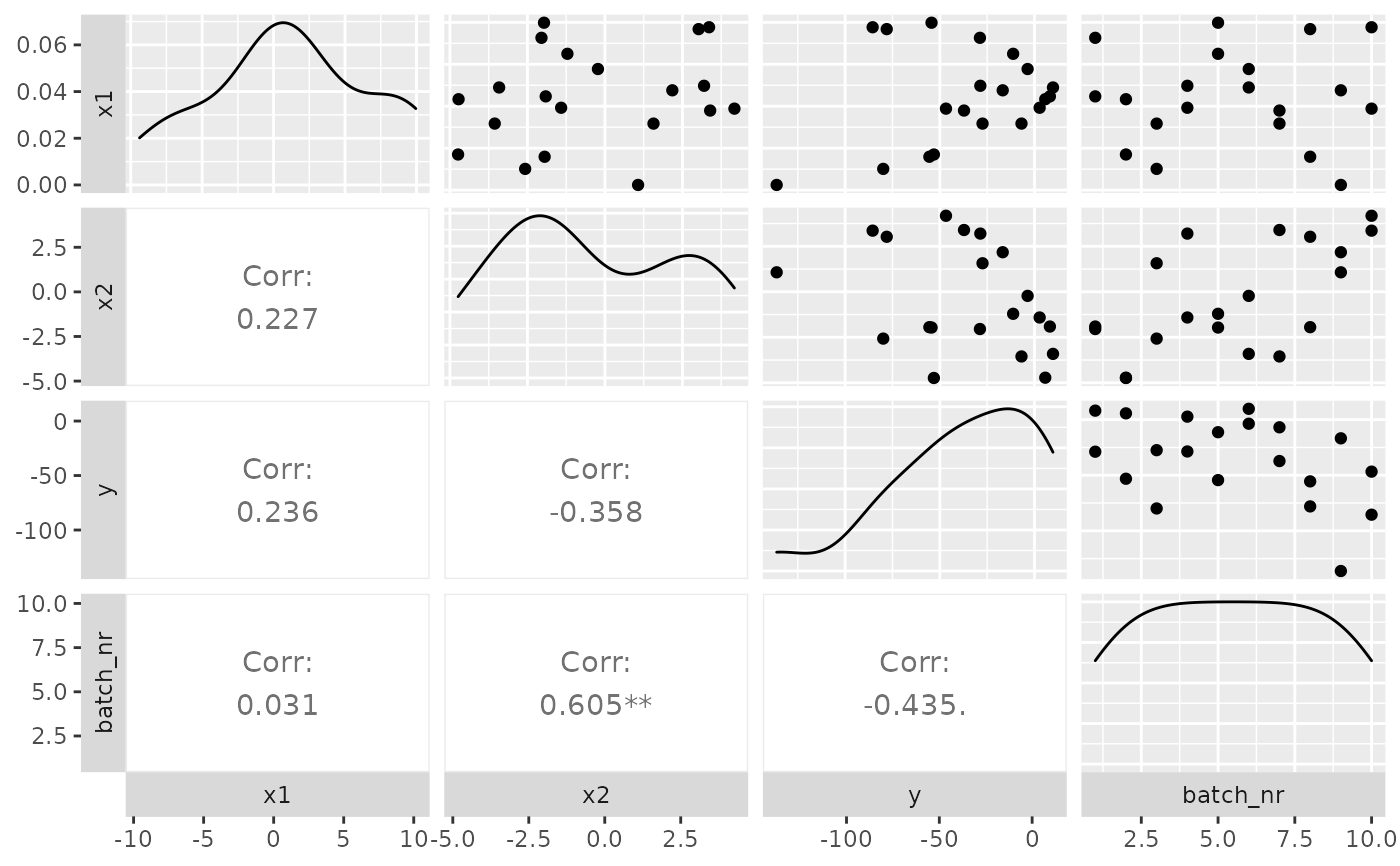 0.06
0.04
0.02
0.00
x1
2.5
0.0
-2.5
-5.0
x2
Corr:
0.227
0
-50
-100
y
Corr:
0.236
Corr:
-0.358
10.0
7.5
5.0
2.5
batch_nr
Corr:
0.031
Corr:
0.605**
Corr:
-0.435.
x1
x2
y
batch_nr
-10 -5 0 5 10
-5.0 -2.5 0.0 2.5
-100 -50 0
2.5 5.0 7.5 10.0